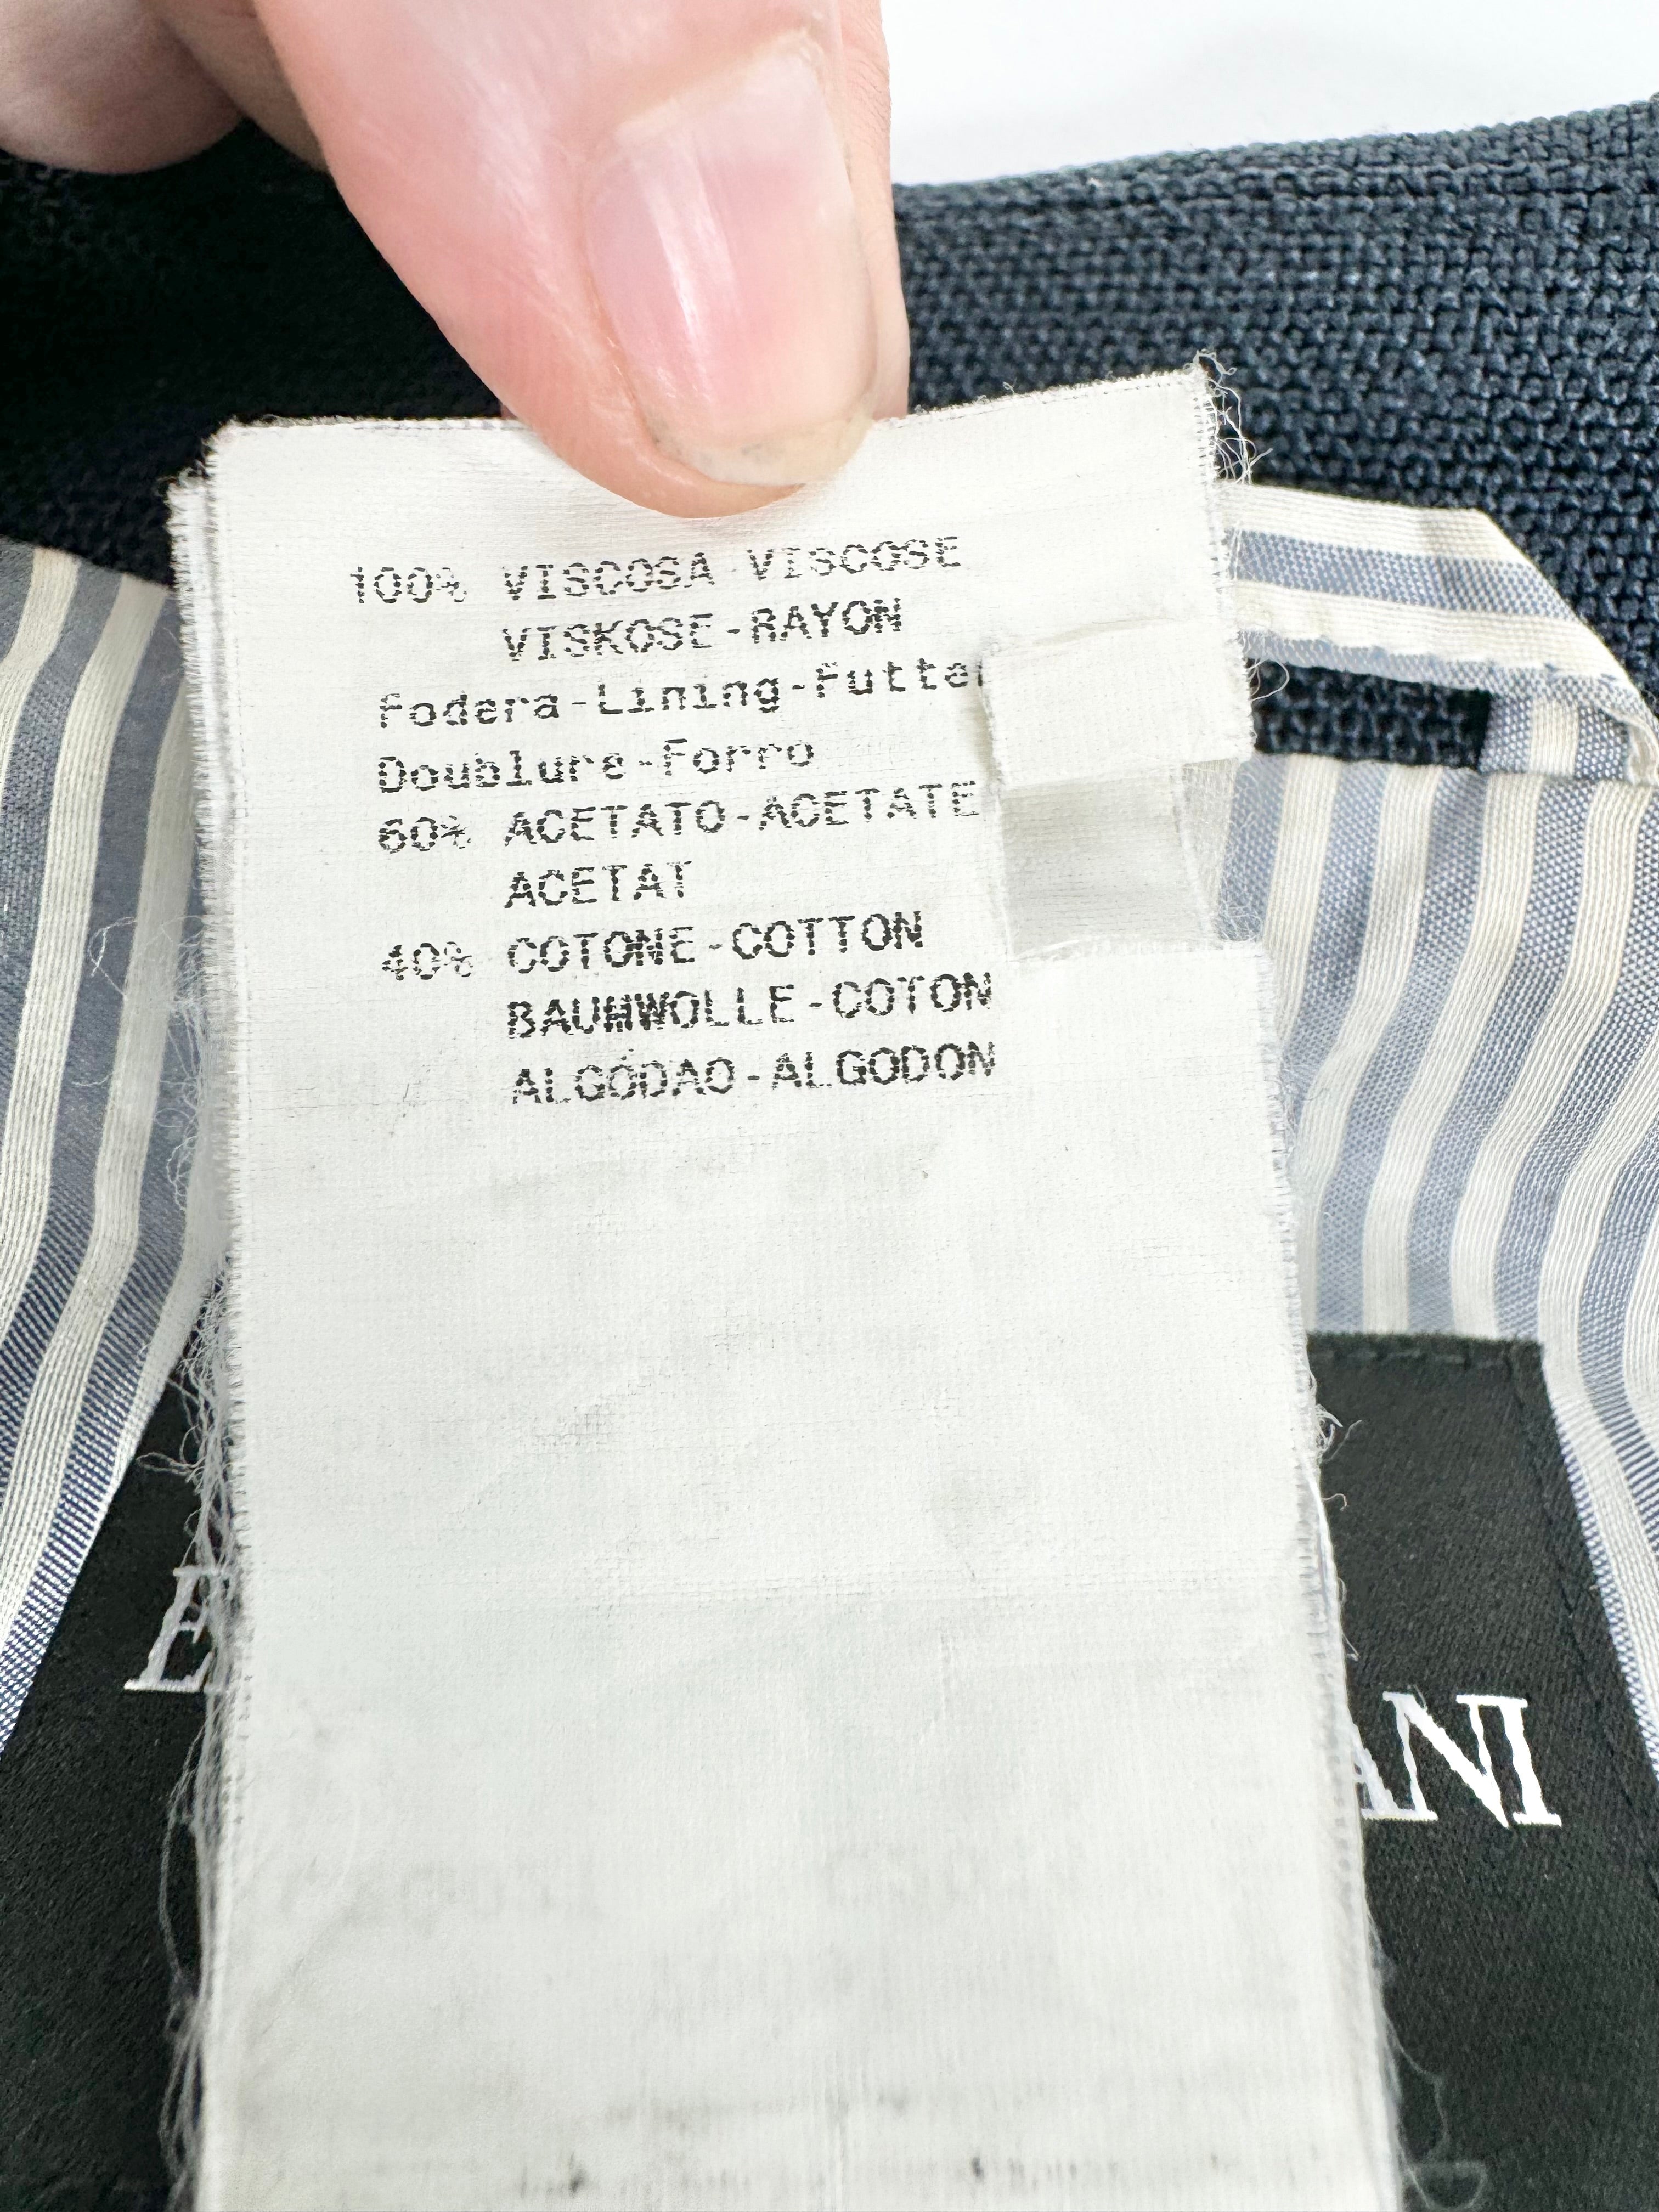 100% VISCOSA-VISCOSE
VISKOSE-RAYON
Fodera-Lining-Futter
Doublure-Forro
60% ACETATO-ACETATE
ACETAT
40% COTONE-COTTON
BAUMWOLLE-COTON
ALGODAO-ALGODON
E
ANI